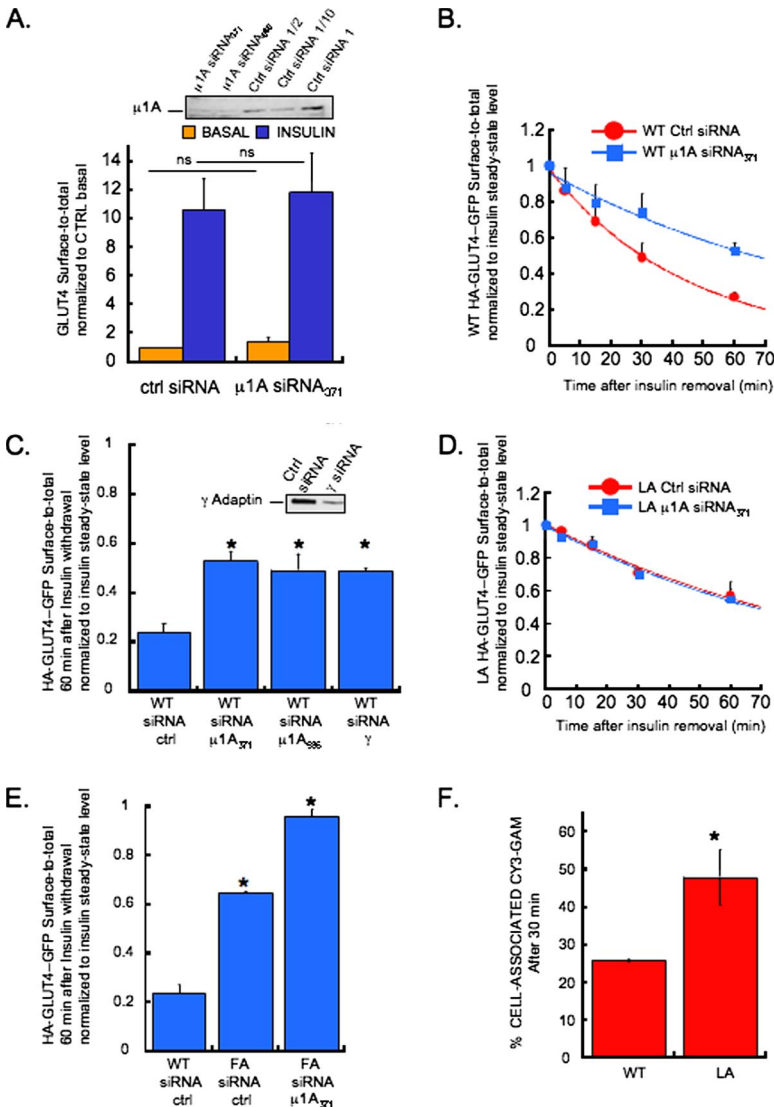 A.
μ1A siRNA371
Ctrl siRNA 1/2
Ctrl siRNA 1/10
Ctrl siRNA 1
μ1A siRNA
μ1A
BASAL INSULIN
ns ns
14
12
10
8
6
4
2
0
GLUT4 Surface-to-total
normalized to CTRL basal
ctrl siRNA μ1A siRNA371
B.
WT Ctrl siRNA
WT μ1A siRNA371
1.2
1
0.8
0.6
0.4
0.2
0
WT HA-GLUT4–GFP Surface-to-total
normalized to insulin steady-state level
0 10 20 30 40 50 60 70
Time after insulin removal (min)
C.
Ctrl
siRNA
γ siRNA
γ Adaptin
1
0.8
0.6
0.4
0.2
0
HA-GLUT4–GFP Surface-to-total
60 min after Insulin withdrawal
normalized to insulin steady-state level
* * *
WT WT WT WT
siRNA siRNA siRNA siRNA
ctrl μ1A371 μ1A γ
D.
LA Ctrl siRNA
LA μ1A siRNA371
1.2
1
0.8
0.6
0.4
0.2
0
LA HA-GLUT4–GFP Surface-to-total
normalized to insulin steady-state level
0 10 20 30 40 50 60 70
Time after insulin removal (min)
E.
1
0.8
0.6
0.4
0.2
0
HA-GLUT4–GFP Surface-to-total
60 min after Insulin withdrawal
normalized to insulin steady-state level
* *
WT FA FA
siRNA siRNA siRNA
ctrl ctrl μ1A371
F.
60
50
40
30
20
10
0
% CELL-ASSOCIATED CY3-GAM
After 30 min
*
WT LA